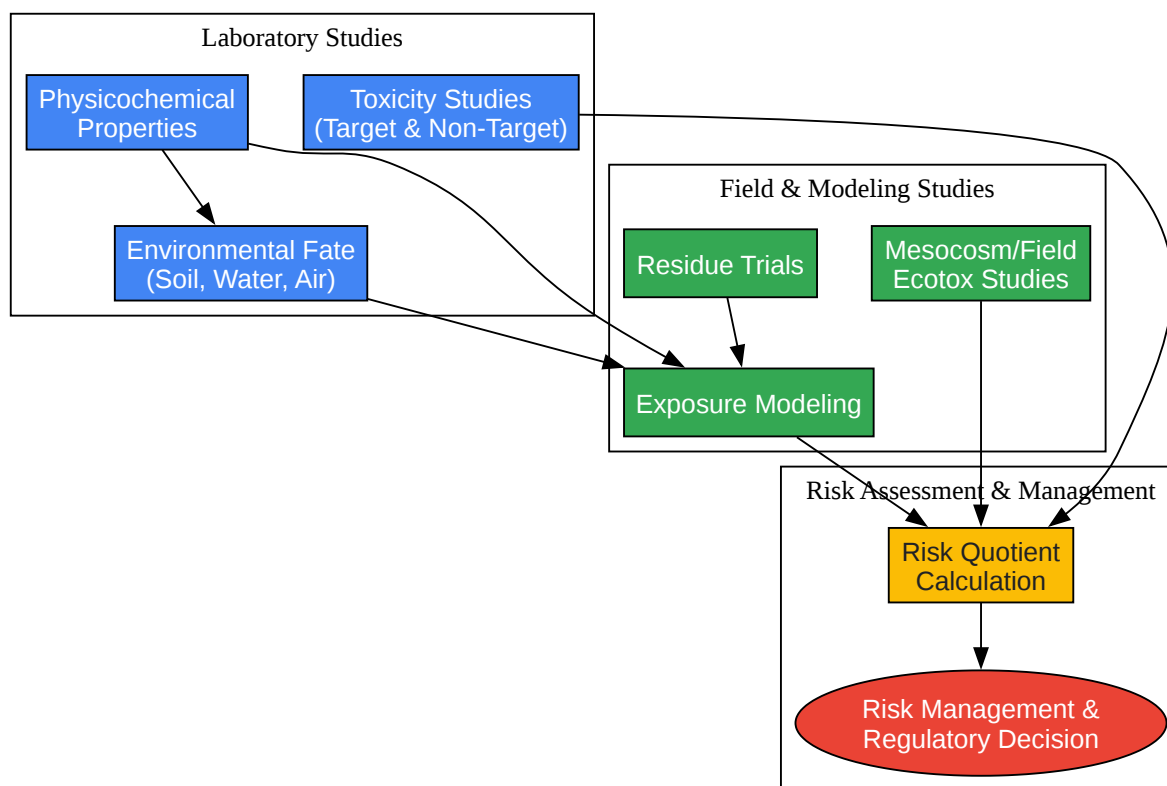 Laboratory Studies
Physicochemical
Properties
Toxicity Studies
(Target & Non-Target)
Environmental Fate
(Soil, Water, Air)
Field & Modeling Studies
Residue Trials
Mesocosm/Field
Ecotox Studies
Exposure Modeling
Risk Assessment & Management
Risk Quotient
Calculation
Risk Management &
Regulatory Decision